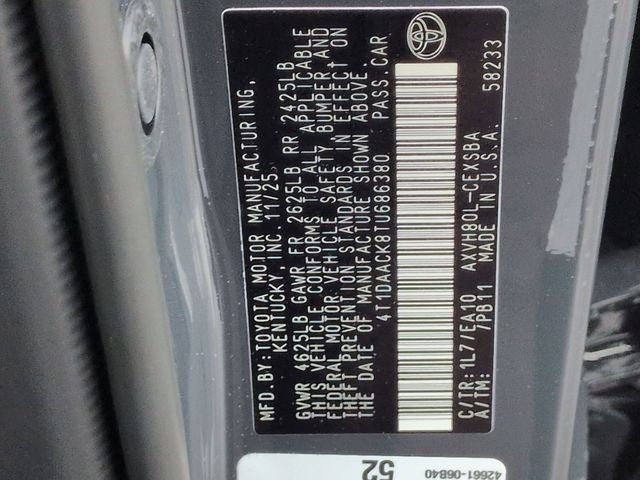 MFD.BY:TOYOTA MOTOR MANUFACTURING,
KENTUCKY, INC. 11/25
GVWR 4625LB GAWR FR 2625LB RR 2425LB
THIS VEHICLE CONFORMS TO ALL APPLICABLE
FEDERAL MOTOR VEHICLE SAFETY, BUMPER AND
THEFT PREVENTION STANDARDS IN EFFECT ON
THE DATE OF MANUFACTURE SHOWN ABOVE.
4T1DAACK8TU686380 PASS.CAR
C/TR:1L7/EA10 AXVH80L-CEXSBA
A/TM: /PB11 MADE IN U.S.A. 58233
52
42661-06B40